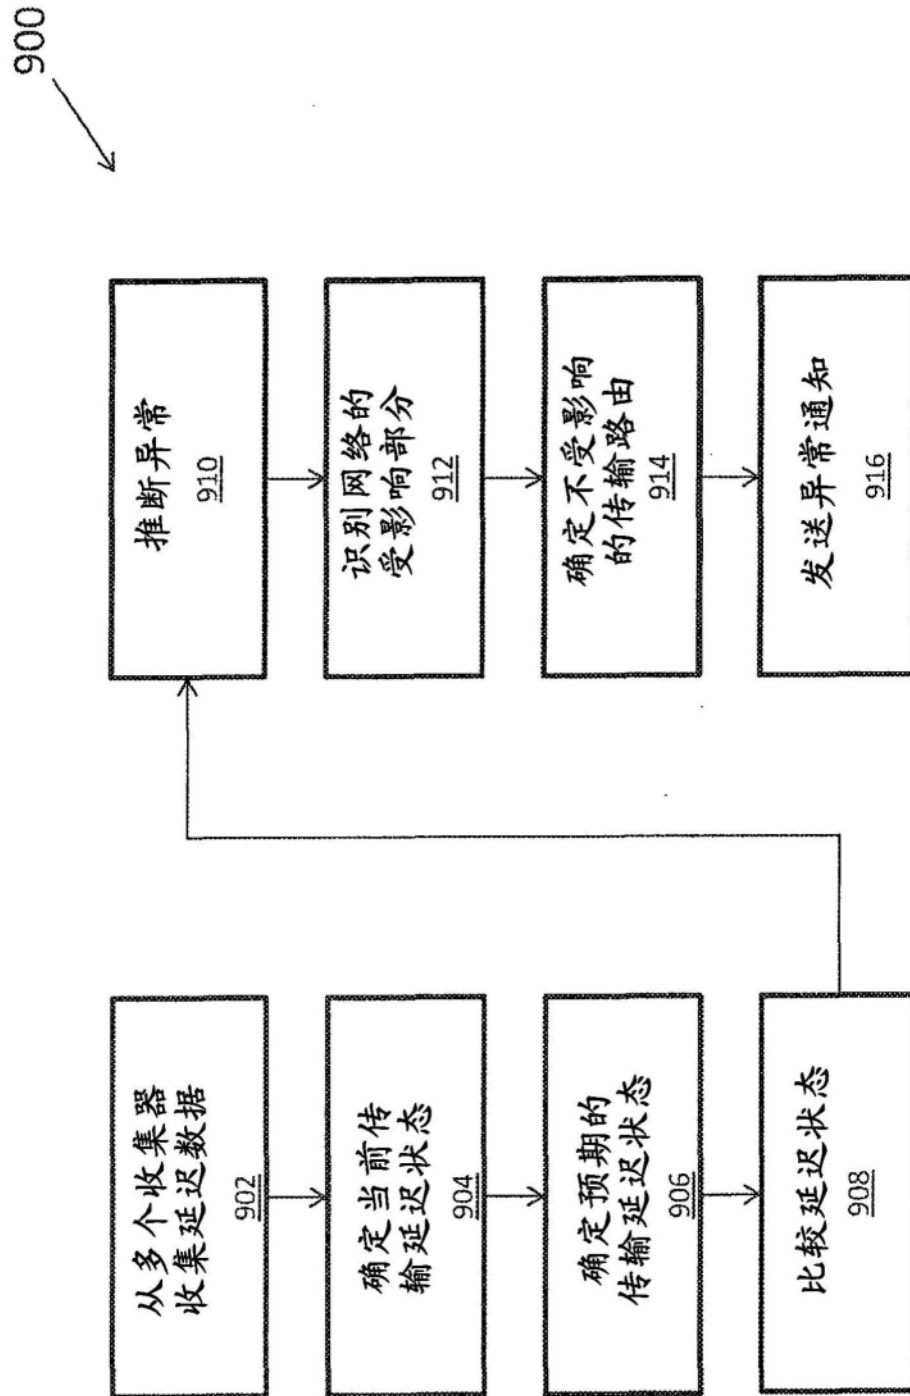 900
从多个收集器
收集延迟数据
902
确定当前传
输延迟状态
904
确定预期的
传输延迟状态
906
比较延迟状态
908
推断异常
910
识别网络的
受影响部分
912
确定不受影响
的传输路由
914
发送异常通知
916